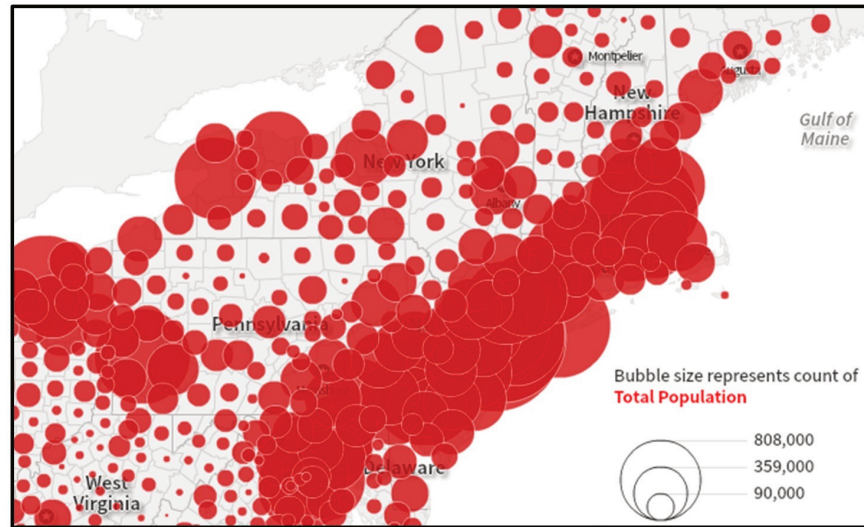 Montpelier
Augusta
New
Hampshire
Gulf of
Maine
New York
Albany
Pennsylvania
Bubble size represents count of
Total Population
808,000
359,000
90,000
Delaware
West
Virginia